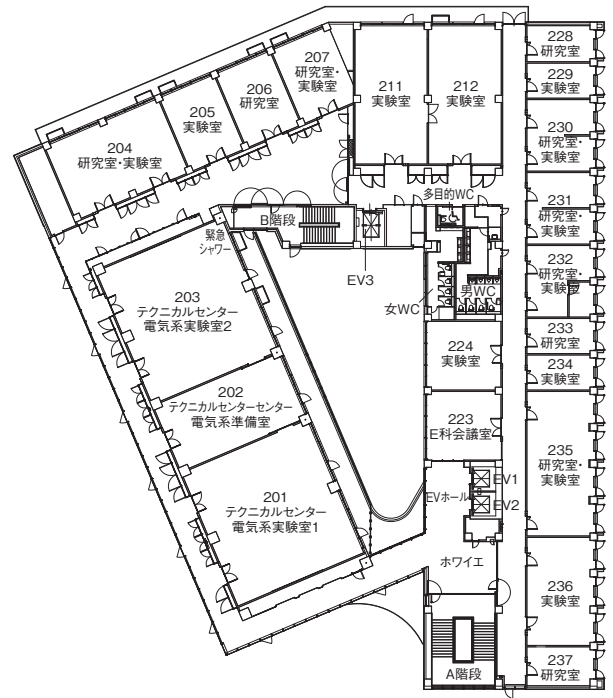 207
研究室・
実験室
206
研究室
205
実験室
204
研究室・実験室
211
実験室
212
実験室
228
研究室
229
実験室
230
研究室・
実験室
231
研究室・
実験室
232
研究室・
実験室
233
研究室
234
実験室
235
研究室・
実験室
236
実験室
237
研究室
多目的WC
B階段
緊急
シャワー
EV3
女WC
男WC
224
実験室
223
E科会議室
203
テクニカルセンター
電気系実験室2
202
テクニカルセンターセンター
電気系準備室
201
テクニカルセンター
電気系実験室1
EV1
EVホール
EV2
ホワイエ
A階段